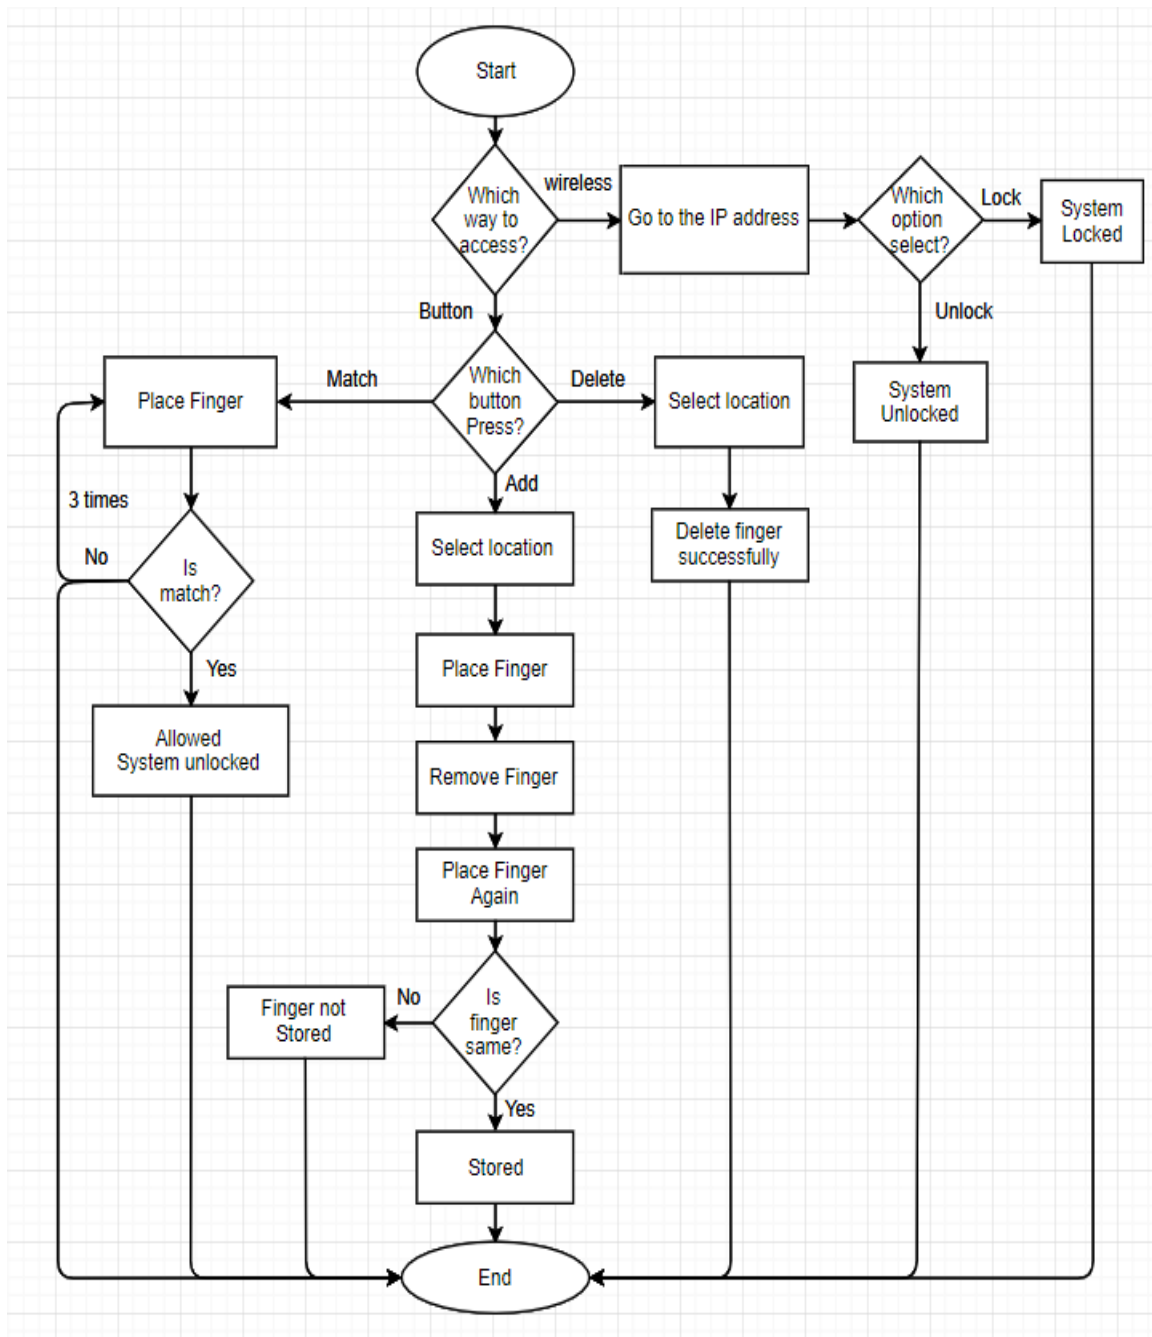 Start
Which
way to
access?
wireless
Go to the IP address
Which
option
select?
Lock
System
Locked
Button
Unlock
Place Finger
Match
Which
button
Press?
Delete
Select location
System
Unlocked
3 times
Add
No
Is
match?
Select location
Delete finger
successfully
Yes
Place Finger
Allowed
System unlocked
Remove Finger
Place Finger
Again
Finger not
Stored
No
Is
finger
same?
Yes
Stored
End